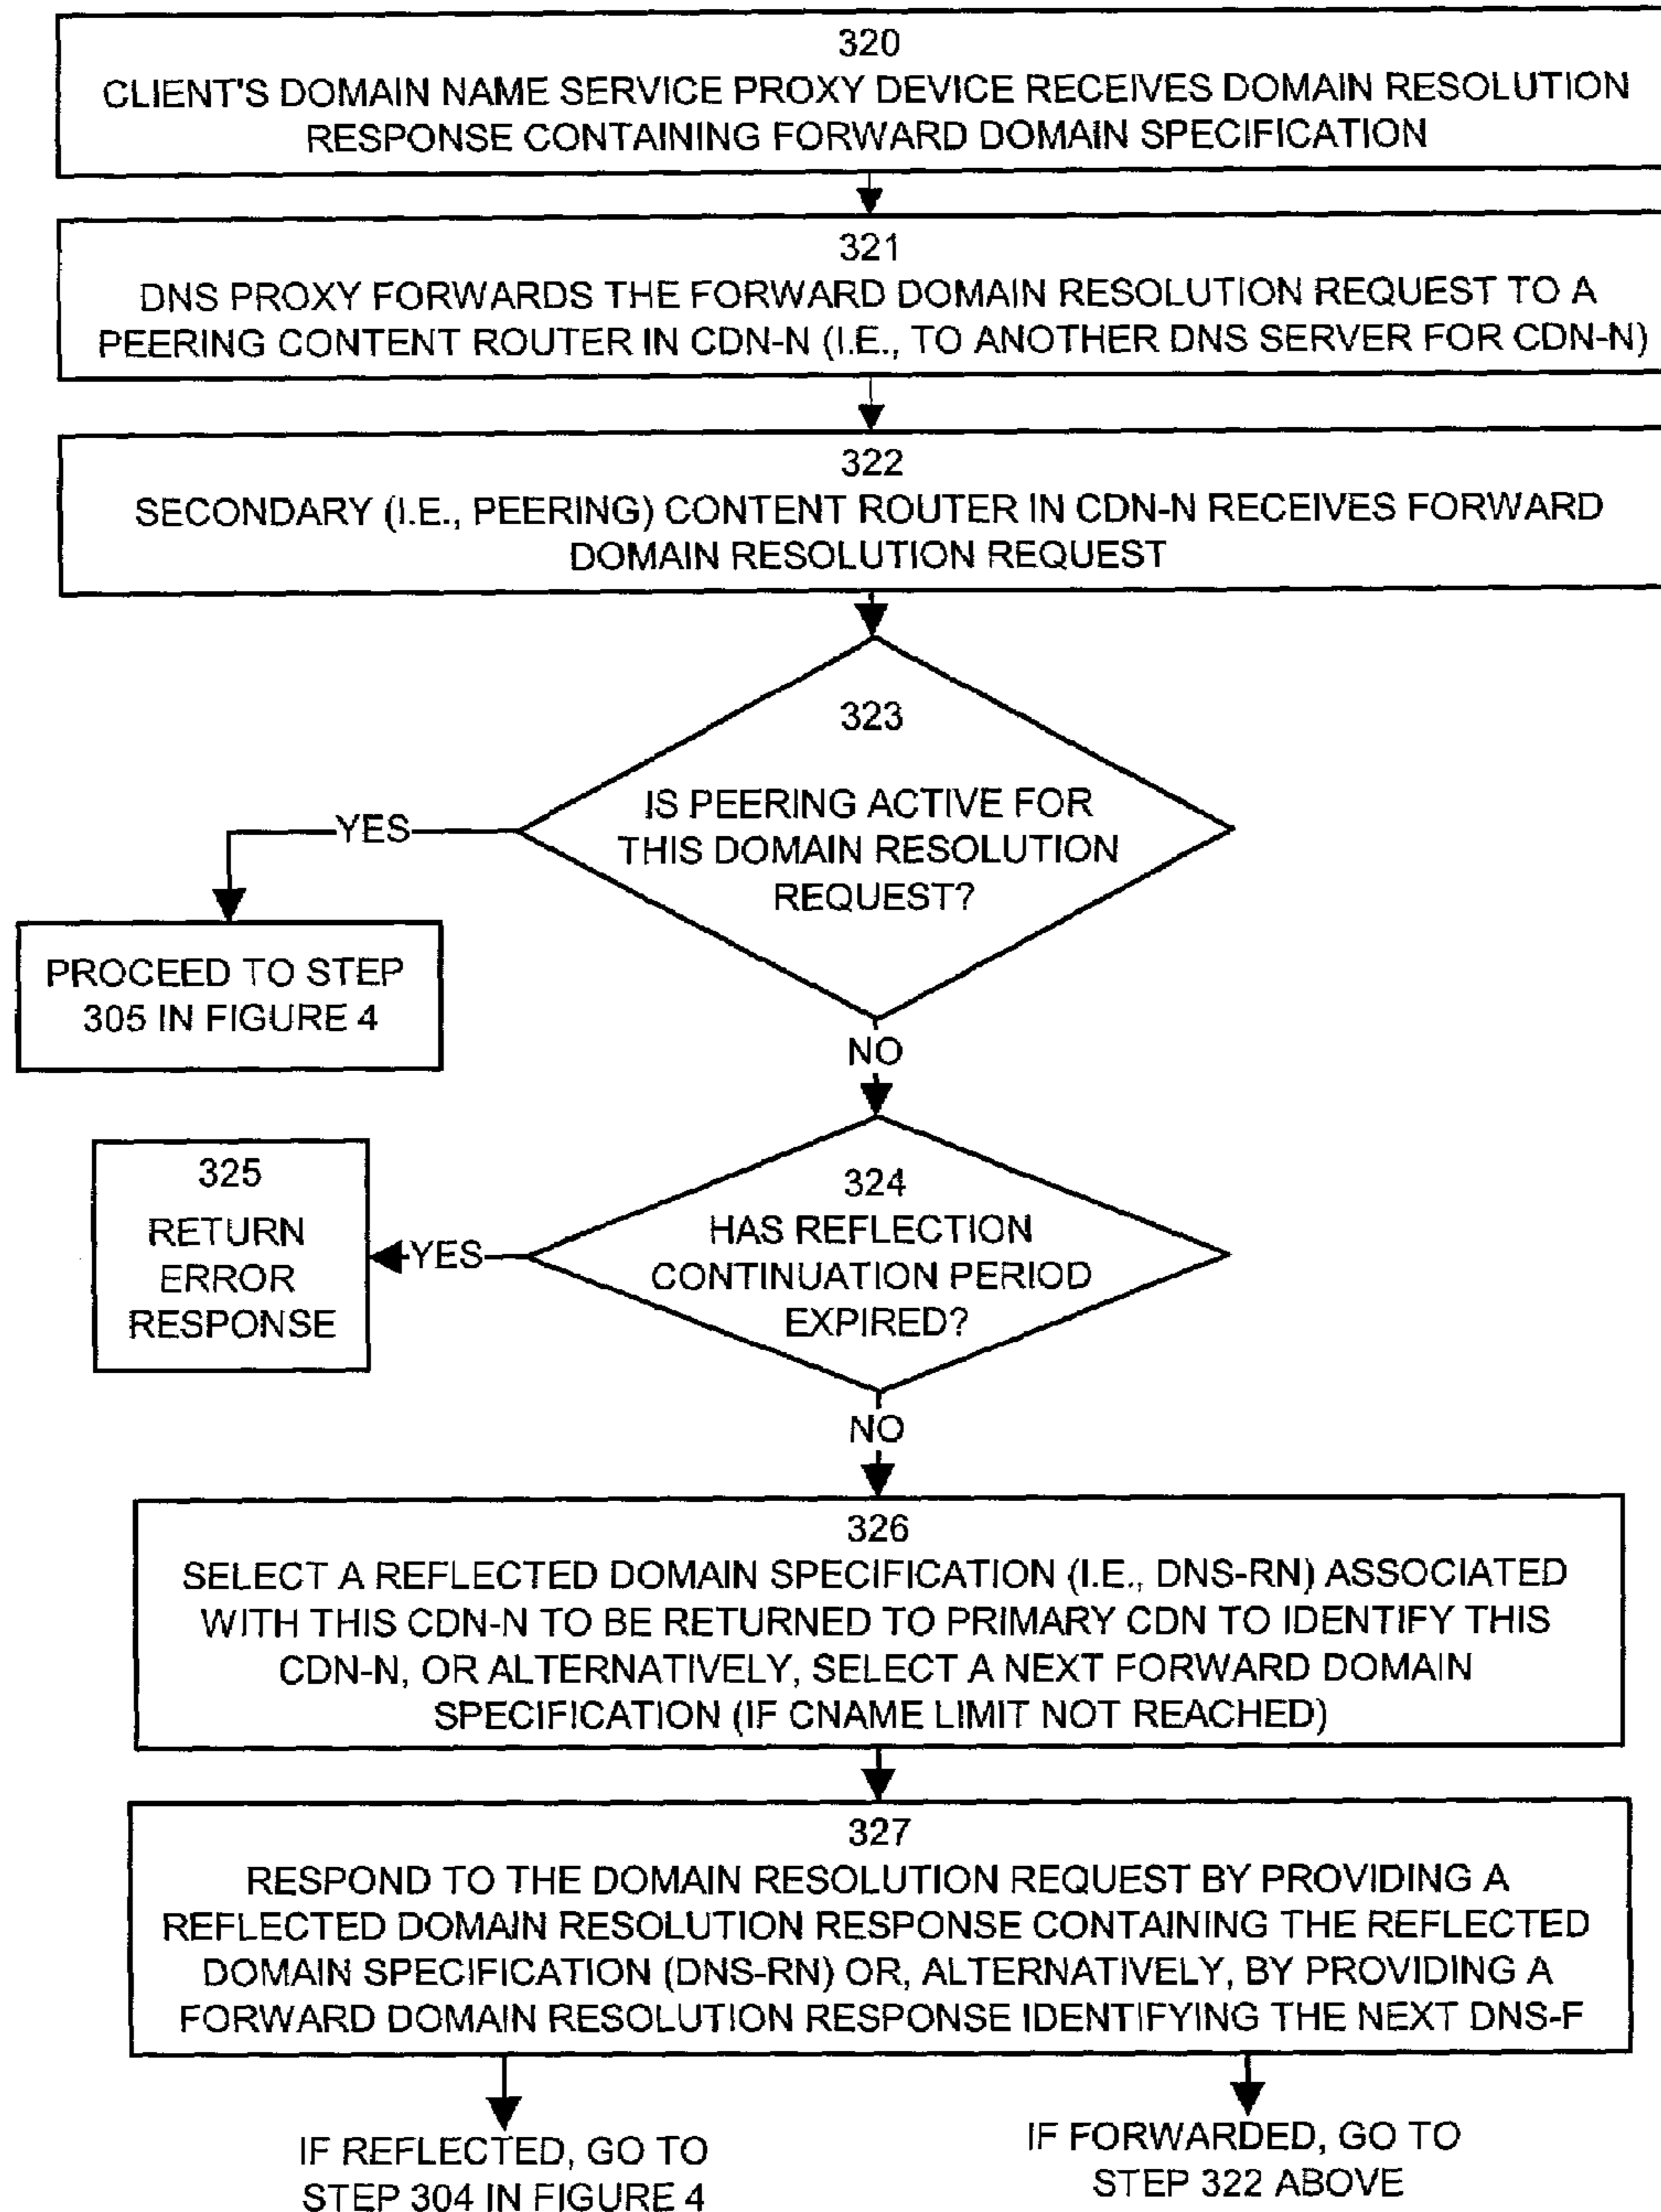 320
CLIENT'S DOMAIN NAME SERVICE PROXY DEVICE RECEIVES DOMAIN RESOLUTION
RESPONSE CONTAINING FORWARD DOMAIN SPECIFICATION
321
DNS PROXY FORWARDS THE FORWARD DOMAIN RESOLUTION REQUEST TO A
PEERING CONTENT ROUTER IN CDN-N (I.E., TO ANOTHER DNS SERVER FOR CDN-N)
322
SECONDARY (I.E., PEERING) CONTENT ROUTER IN CDN-N RECEIVES FORWARD
DOMAIN RESOLUTION REQUEST
323
IS PEERING ACTIVE FOR
THIS DOMAIN RESOLUTION
REQUEST?
YES
PROCEED TO STEP
305 IN FIGURE 4
NO
324
HAS REFLECTION
CONTINUATION PERIOD
EXPIRED?
YES
325
RETURN
ERROR
RESPONSE
NO
326
SELECT A REFLECTED DOMAIN SPECIFICATION (I.E., DNS-RN) ASSOCIATED
WITH THIS CDN-N TO BE RETURNED TO PRIMARY CDN TO IDENTIFY THIS
CDN-N, OR ALTERNATIVELY, SELECT A NEXT FORWARD DOMAIN
SPECIFICATION (IF CNAME LIMIT NOT REACHED)
327
RESPOND TO THE DOMAIN RESOLUTION REQUEST BY PROVIDING A
REFLECTED DOMAIN RESOLUTION RESPONSE CONTAINING THE REFLECTED
DOMAIN SPECIFICATION (DNS-RN) OR, ALTERNATIVELY, BY PROVIDING A
FORWARD DOMAIN RESOLUTION RESPONSE IDENTIFYING THE NEXT DNS-F
IF REFLECTED, GO TO
STEP 304 IN FIGURE 4
IF FORWARDED, GO TO
STEP 322 ABOVE